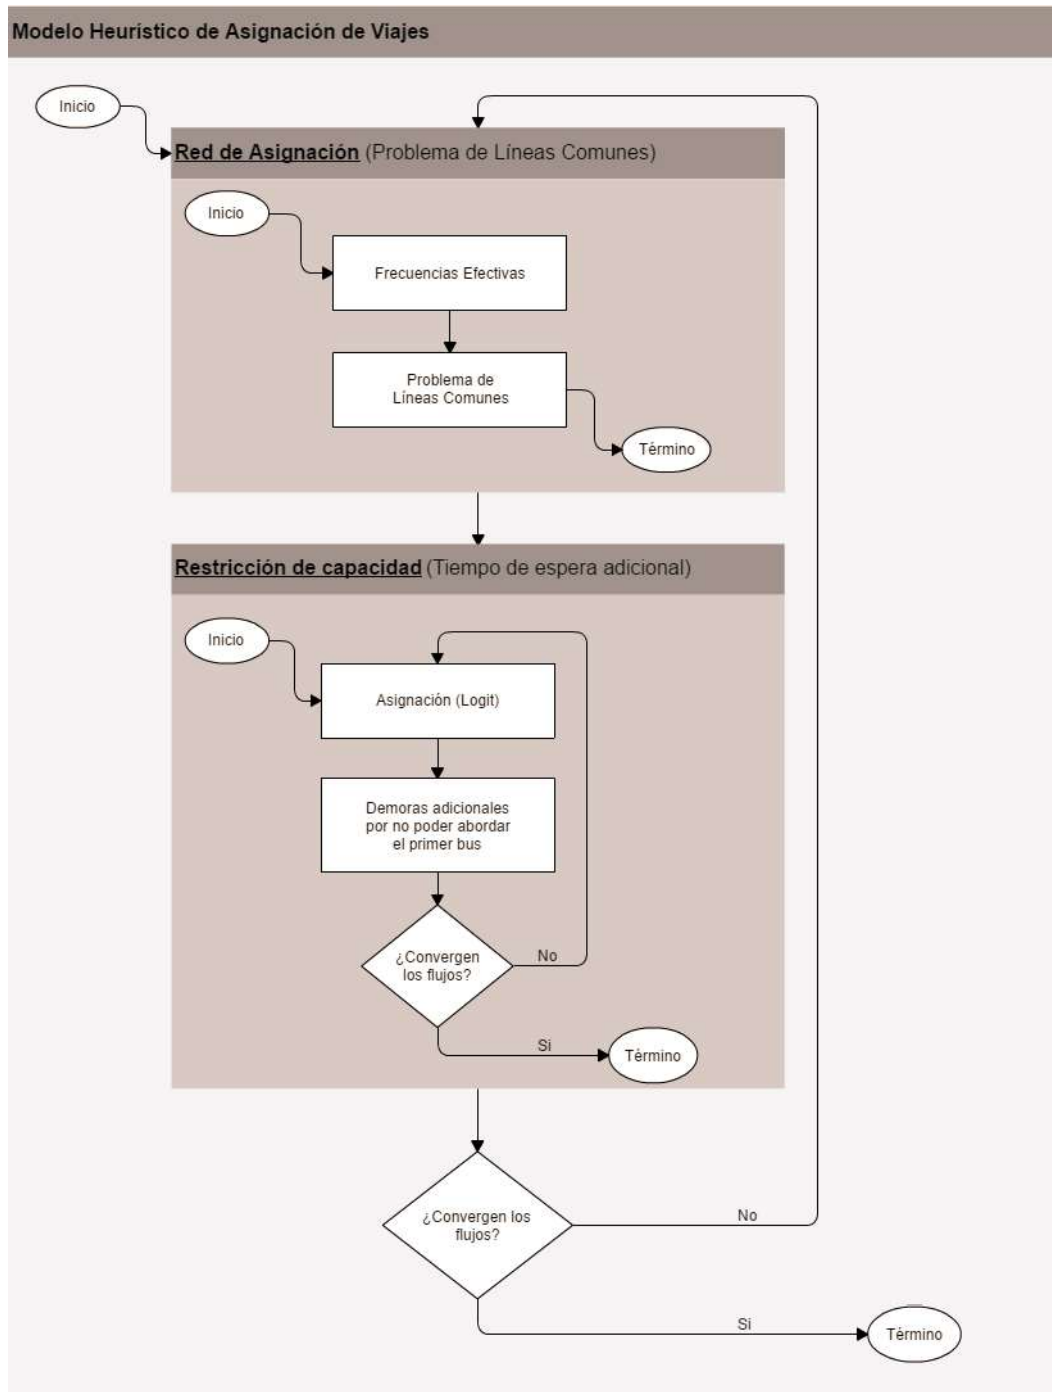 Modelo Heurístico de Asignación de Viajes
Inicio
Red de Asignación (Problema de Líneas Comunes)
Inicio
Frecuencias Efectivas
Problema de
Líneas Comunes
Término
Restricción de capacidad (Tiempo de espera adicional)
Inicio
Asignación (Logit)
Demoras adicionales
por no poder abordar
el primer bus
¿Convergen
los flujos?
No
Si
Término
¿Convergen los
flujos?
No
Si
Término